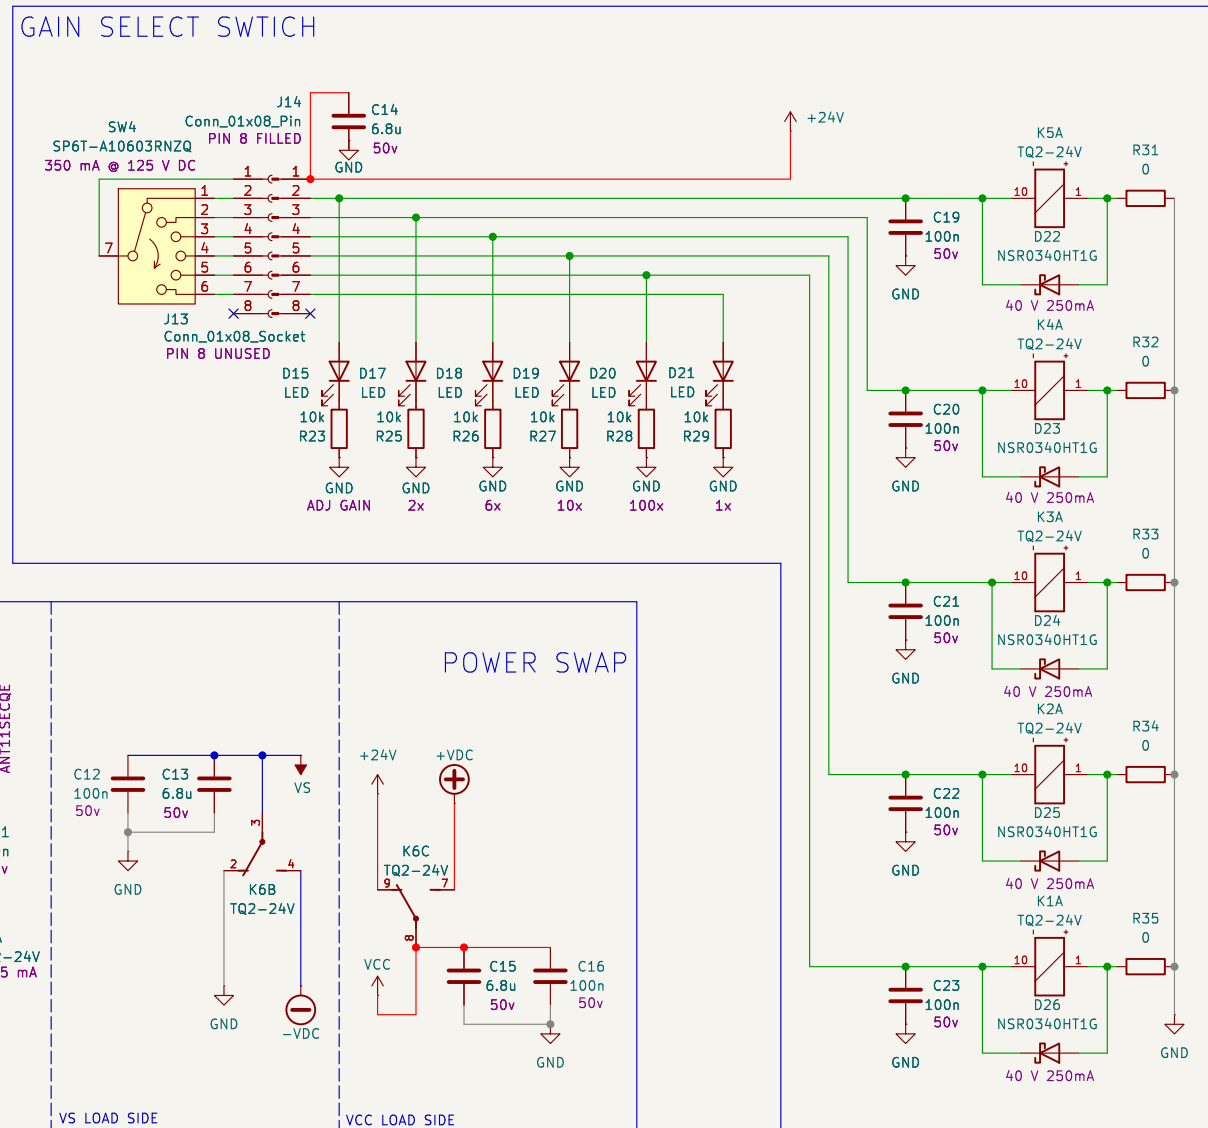 GAIN SELECT SWTICH
SW4
SP6T-A10603RNZQ
350 mA @ 125 V DC
J14
Conn_01x08_Pin
PIN 8 FILLED
C14
6.8u
50v
GND
+24V
1 1
2 2
3 3
4 4
5 5
6 6
7 7
8 8
1
2
3
4
5
6
7
J13
Conn_01x08_Socket
PIN 8 UNUSED
D15
LED
10k
R23
GND
ADJ GAIN
D17
LED
10k
R25
GND
2x
D18
LED
10k
R26
GND
6x
D19
LED
10k
R27
GND
10x
D20
LED
10k
R28
GND
100x
D21
LED
10k
R29
GND
1x
K5A
TQ2-24V
10 1
R31
0
C19
100n
50v
GND
D22
NSR0340HT1G
40 V 250mA
K4A
TQ2-24V
10 1
R32
0
C20
100n
50v
GND
D23
NSR0340HT1G
40 V 250mA
K3A
TQ2-24V
10 1
R33
0
C21
100n
50v
GND
D24
NSR0340HT1G
40 V 250mA
K2A
TQ2-24V
10 1
R34
0
C22
100n
50v
GND
D25
NSR0340HT1G
40 V 250mA
K1A
TQ2-24V
10 1
R35
0
C23
100n
50v
GND
D26
NSR0340HT1G
40 V 250mA
GND
ANT11SECQE
1
n
v
-24V
5 mA
C12
100n
50v
C13
6.8u
50v
GND
VS
3
2 4
K6B
TQ2-24V
GND
-VDC
VS LOAD SIDE
POWER SWAP
+24V
+VDC
K6C
TQ2-24V
9 7
8
VCC
C15
6.8u
50v
C16
100n
50v
GND
VCC LOAD SIDE